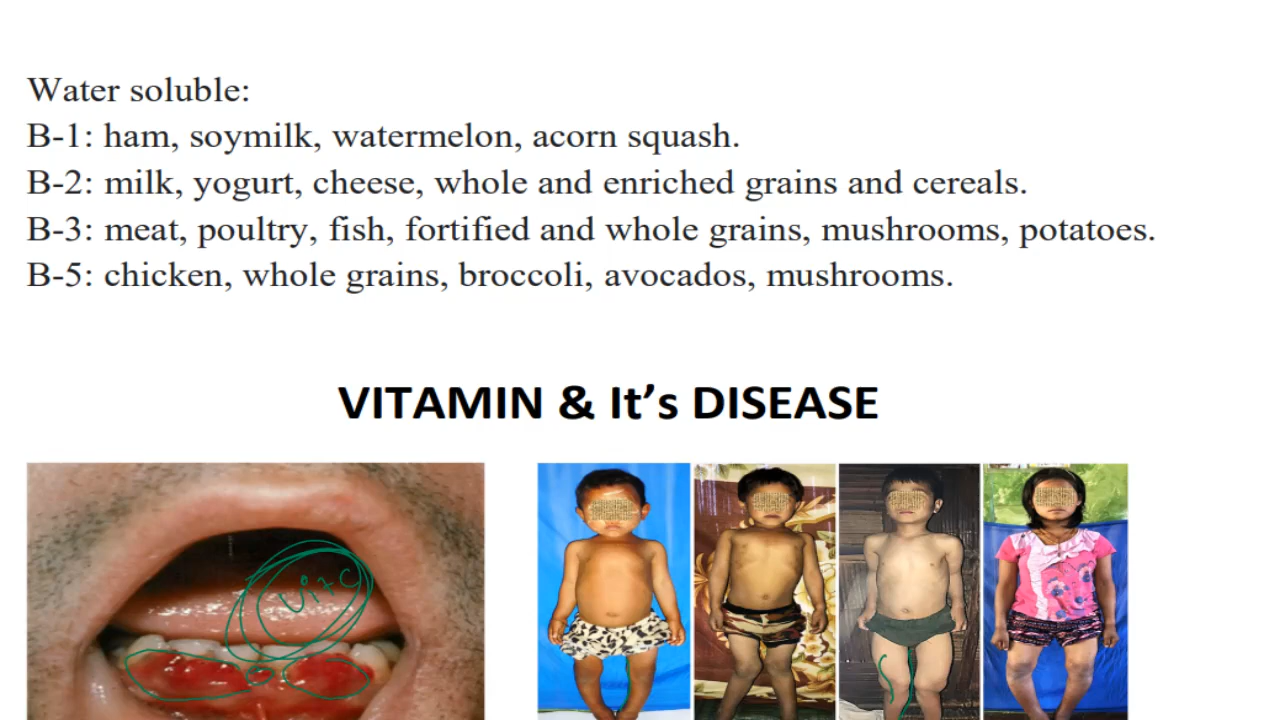 Water soluble:
B-1: ham, soymilk, watermelon, acorn squash.
B-2: milk, yogurt, cheese, whole and enriched grains and cereals.
B-3: meat, poultry, fish, fortified and whole grains, mushrooms, potatoes.
B-5: chicken, whole grains, broccoli, avocados, mushrooms.
VITAMIN & It’s DISEASE
Vit C